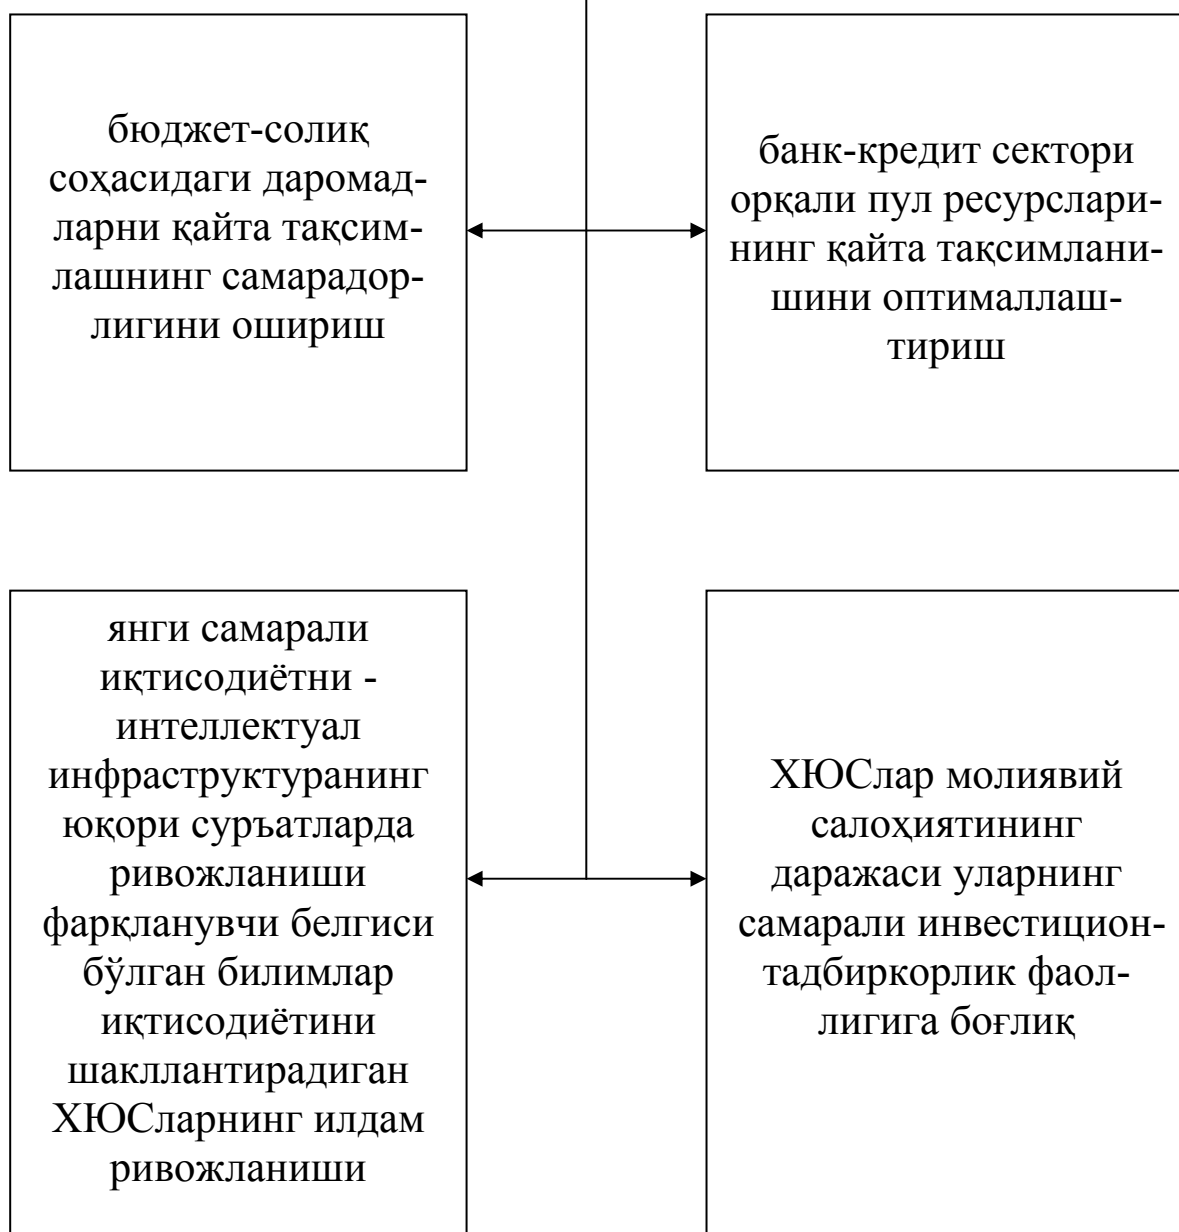 бюджет-солиқ
соҳасидаги даромад-
ларни қайта тақсим-
лашнинг самарадор-
лигини ошириш
банк-кредит сектори
орқали пул ресурслари-
нинг қайта тақсимлани-
шини оптималлаш-
тириш
янги самарали
иқтисодиётни -
интеллектуал
инфраструктуранинг
юқори суръатларда
ривожланиши
фарқланувчи белгиси
бўлган билимлар
иқтисодиётини
шакллантирадиган
ХЮСларнинг илдам
ривожланиши
ХЮСлар молиявий
салоҳиятининг
даражаси уларнинг
самарали инвестицион-
тадбиркорлик фаол-
лигига боғлиқ